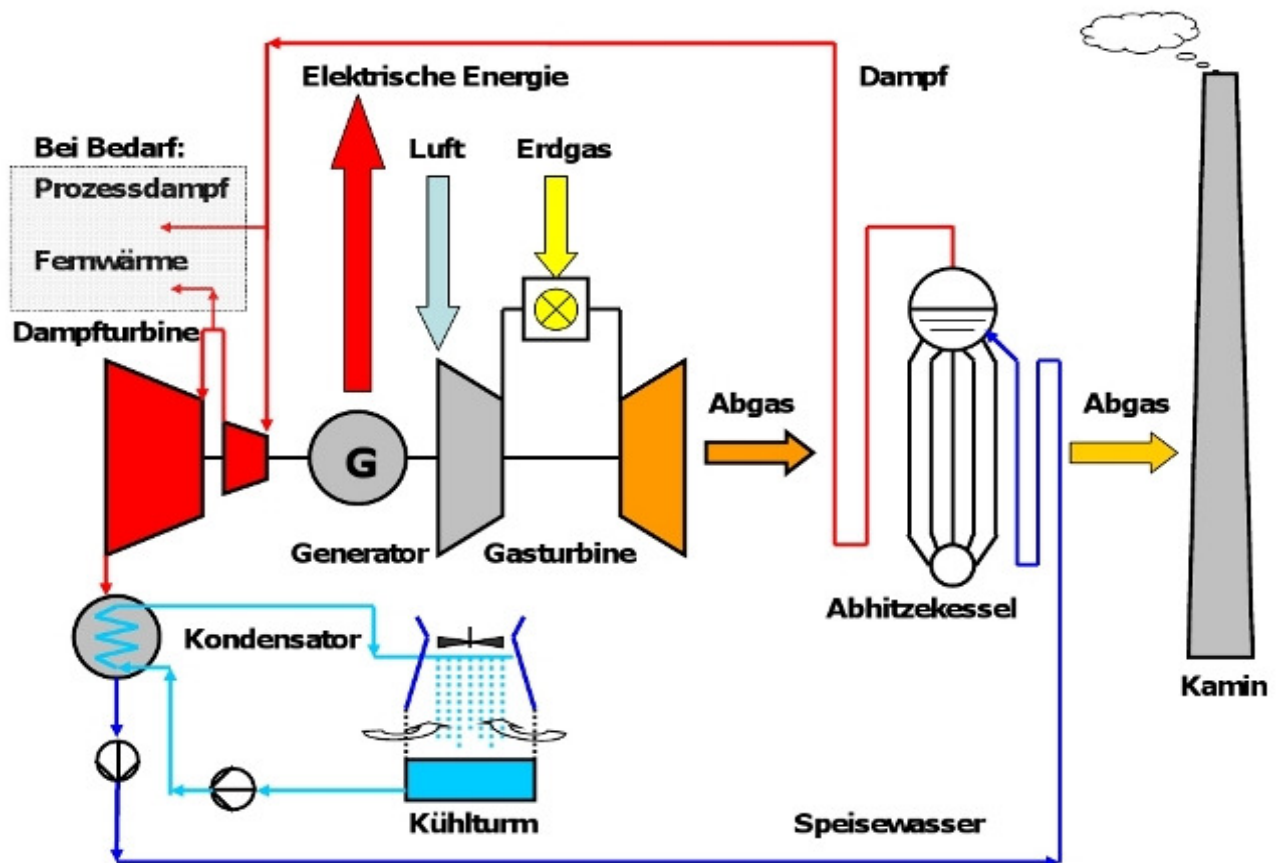 Elektrische Energie
Dampf
Bei Bedarf:
Luft
Erdgas
Prozessdampf
Fernwärme
Dampfturbine
Abgas
Abgas
G
Generator
Gasturbine
Abhitzekessel
Kondensator
Kamin
Kühlturm
Speisewasser